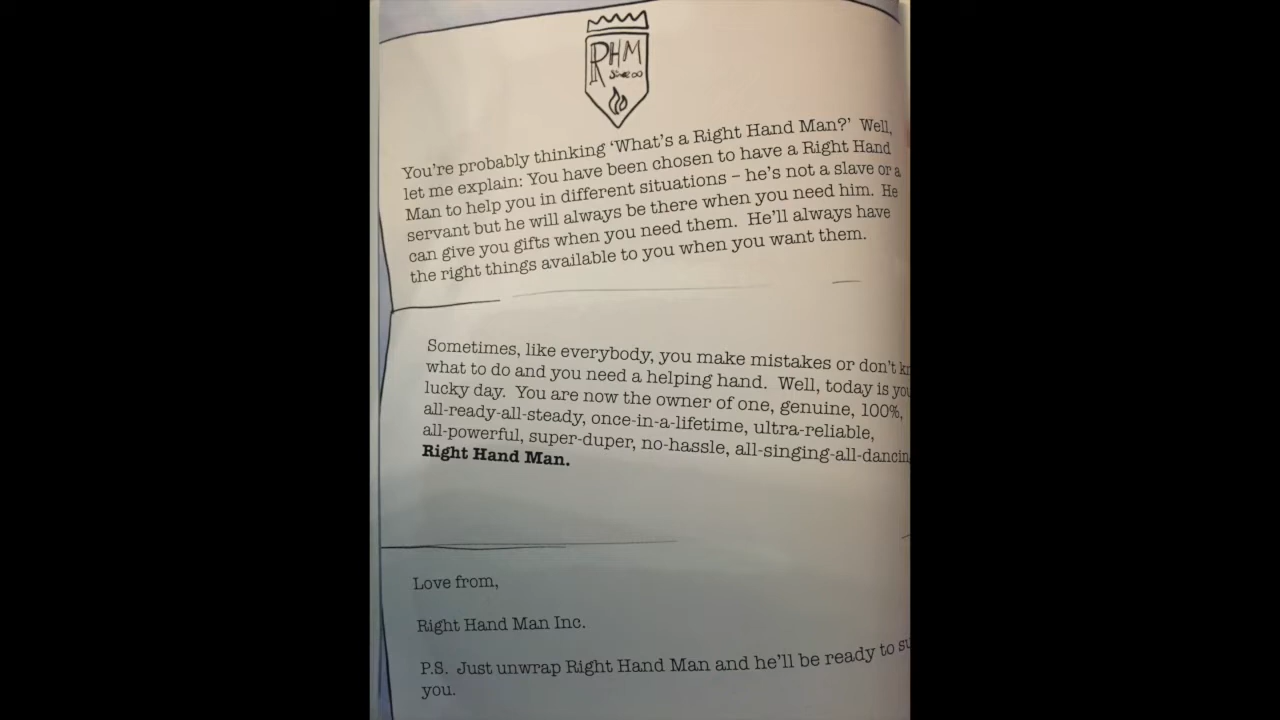 RHM
You're probably thinking 'What's a Right Hand Man?' Well,
let me explain: You have been chosen to have a Right Hand
Man to help you in different situations – he's not a slave or a
servant but he will always be there when you need him. He
can give you gifts when you need them. He'll always have
the right things available to you when you want them.
Sometimes, like everybody, you make mistakes or don't
what to do and you need a helping hand. Well, today is
lucky day. You are now the owner of one, genuine, 100%,
all-ready-all-steady, once-in-a-lifetime, ultra-reliable,
all-powerful, super-duper, no-hassle,
Right Hand Man.
Love from,
Right Hand Man Inc.
P.S. Just unwrap Right Hand Man and he'll be ready to
you.